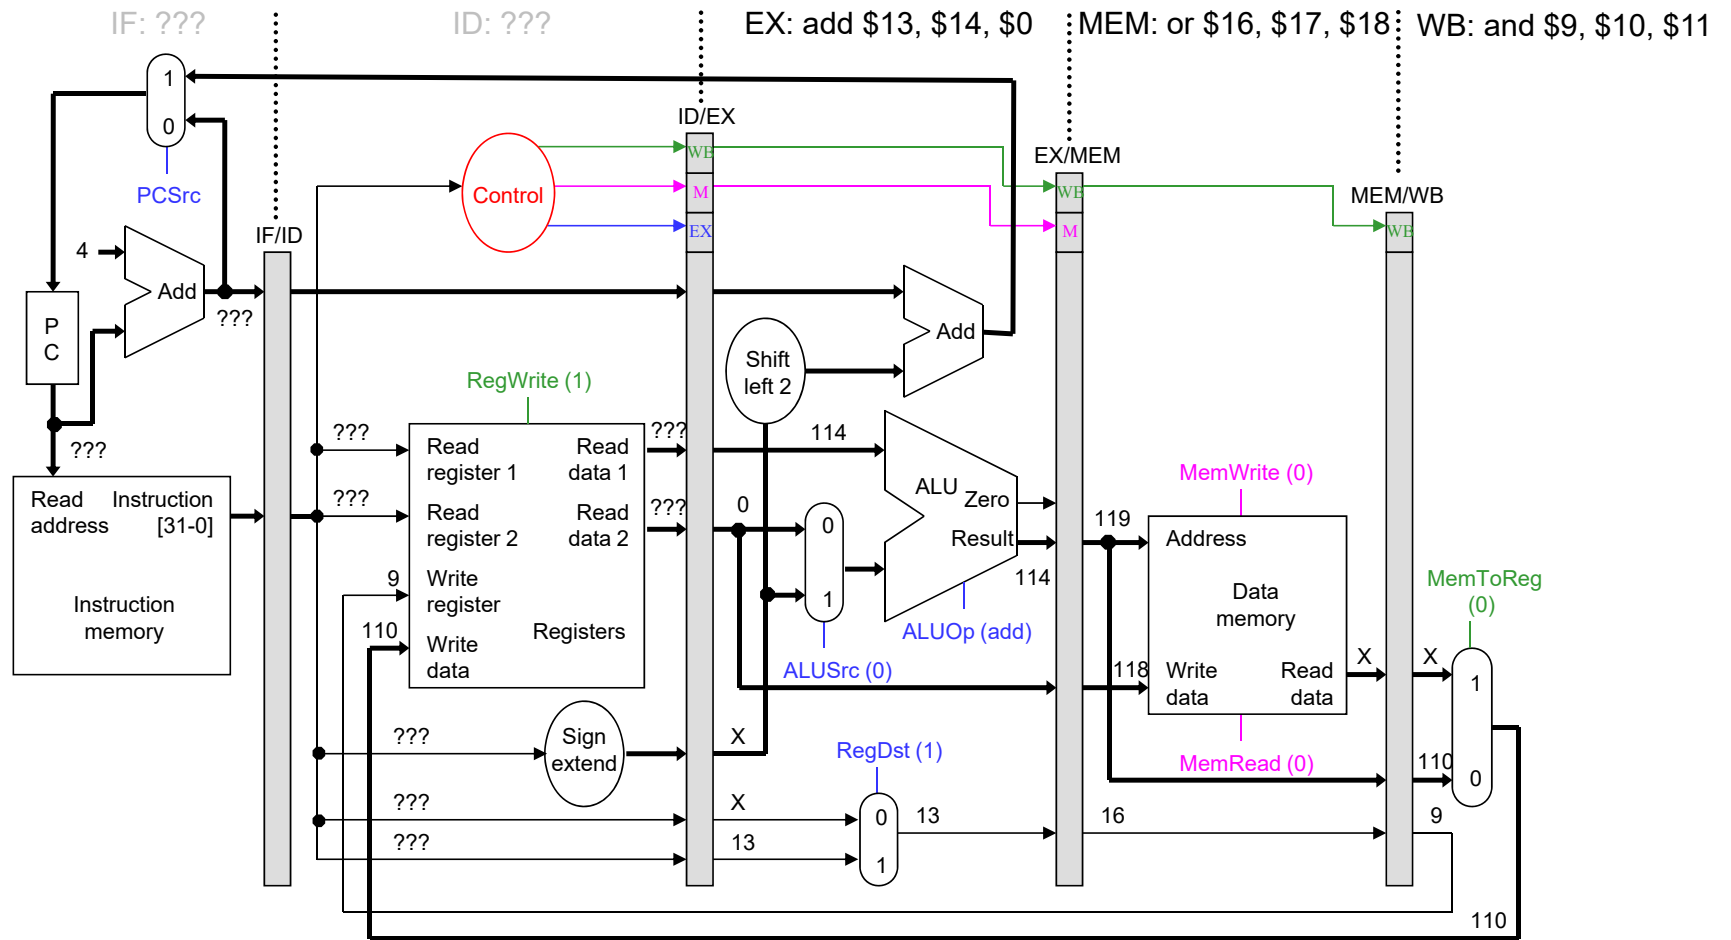 IF: ???
ID: ???
EX: add $13, $14, $0
MEM: or $16, $17, $18
WB: and $9, $10, $11
1
0
PCSrc
4
Add
???
P
C
???
Read
address
Instruction
[31-0]
Instruction
memory
IF/ID
Control
RegWrite (1)
???
???
9
110
Read
register 1
Read
data 1
Read
register 2
Read
data 2
Write
register
Write
data
Registers
???
???
???
Sign
extend
???
???
ID/EX
WB
M
EX
Shift
left 2
Add
114
0
0
1
ALUSrc (0)
ALU
Zero
Result
114
ALUOp (add)
X
RegDst (1)
X
13
0
1
13
EX/MEM
WB
M
119
118
MemWrite (0)
Address
Data
memory
Write
data
Read
data
MemRead (0)
X
16
MEM/WB
WB
MemToReg
(0)
X
1
110
0
9
110